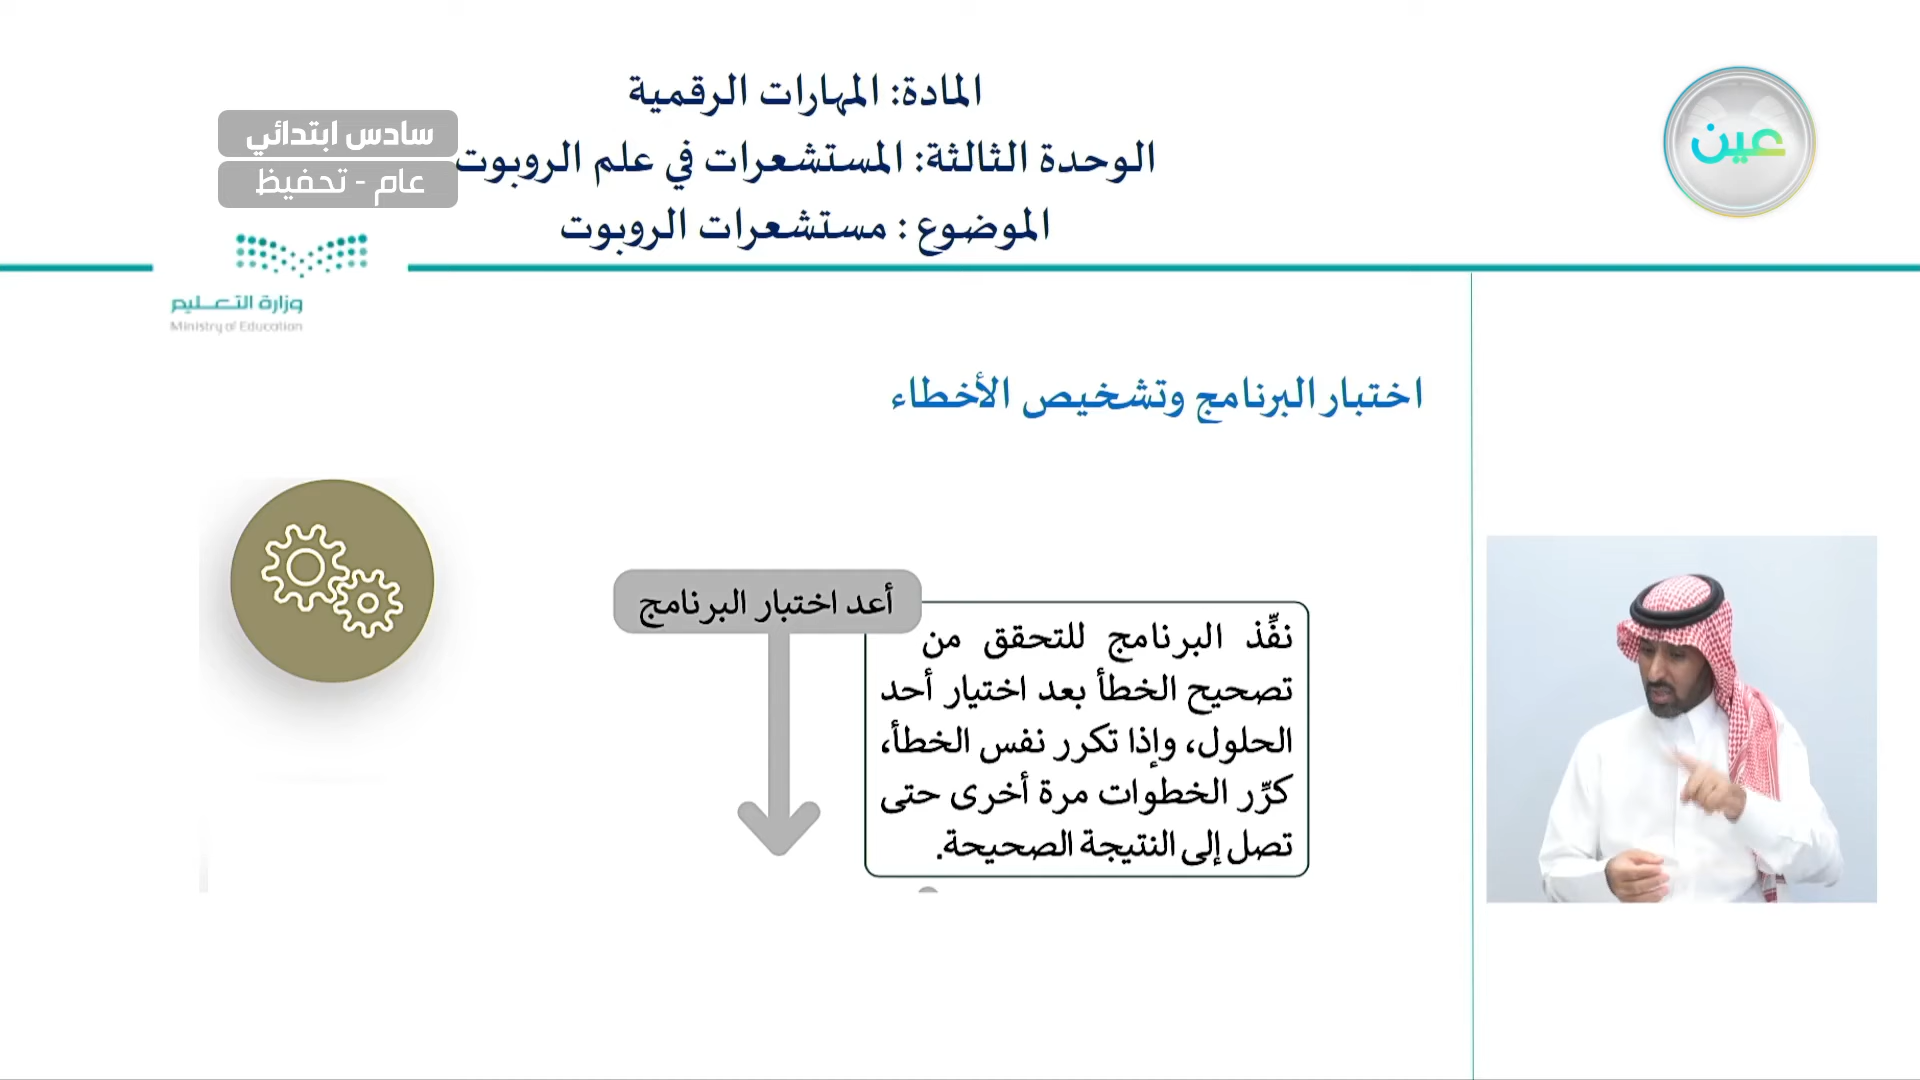 المادة: المهارات الرقمية
الوحدة الثالثة: المستشعرات في علم الروبوت
الموضوع : مستشعرات الروبوت
عين
سادس ابتدائي
عام - تحفيظ
وزارة التعليم
Ministry of Education
اختبار البرنامج وتشخيص الأخطاء
أعد اختبار البرنامج
نفِّذ البرنامج للتحقق من
تصحيح الخطأ بعد اختيار أحد
الحلول، وإذا تكرر نفس الخطأ،
كرِّر الخطوات مرة أخرى حتى
تصل إلى النتيجة الصحيحة.